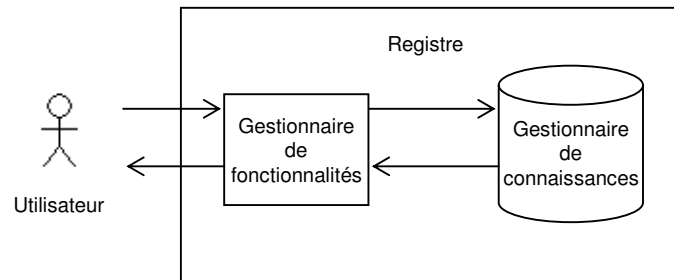 Registre
Gestionnaire
de
fonctionnalités
Gestionnaire
de
connaissances
Utilisateur